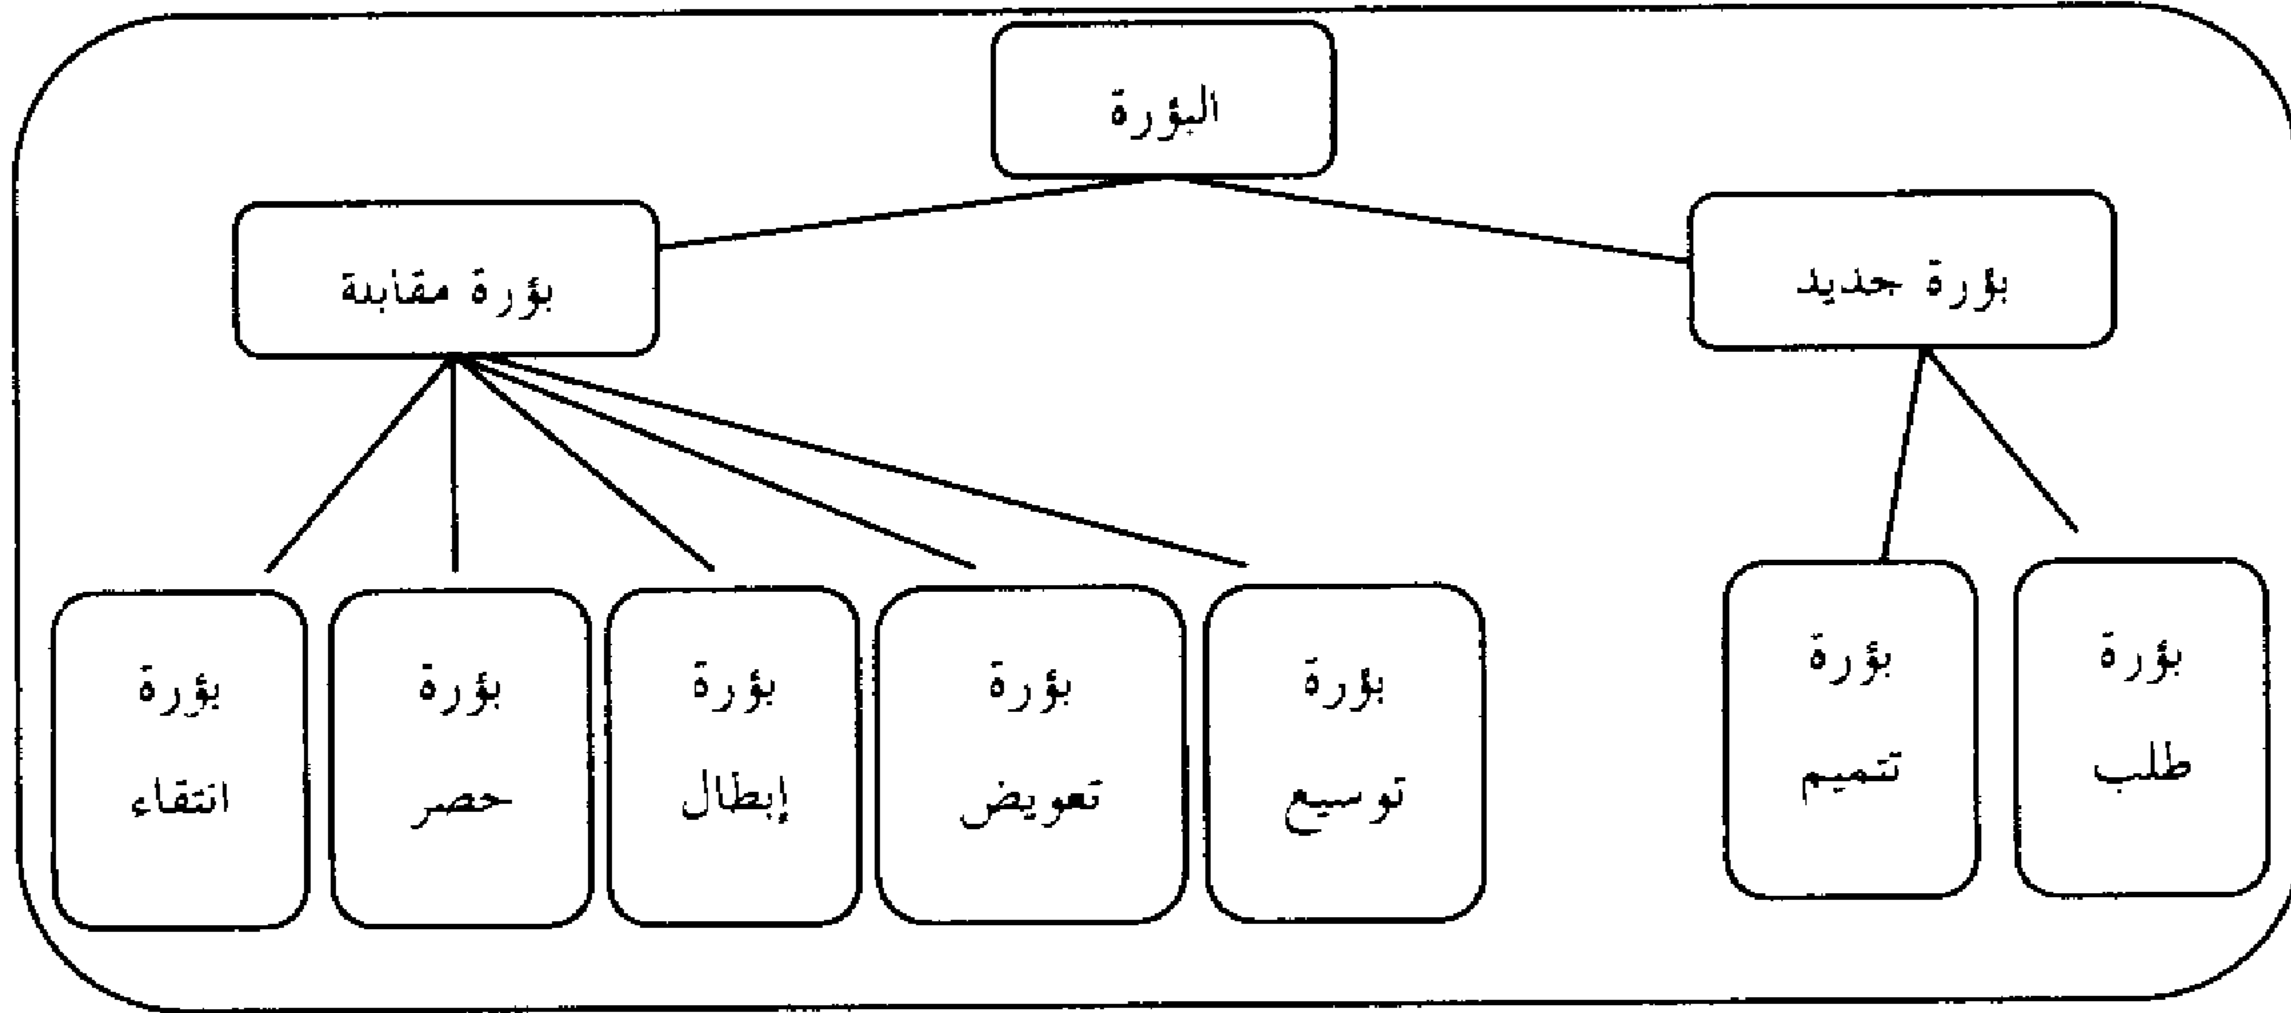 البؤرة
بؤرة جديد
بؤرة مقابلة
بؤرة
طلب
بؤرة
تتميم
بؤرة
توسيع
بؤرة
تعويض
بؤرة
إبطال
بؤرة
حصر
بؤرة
انتقاء